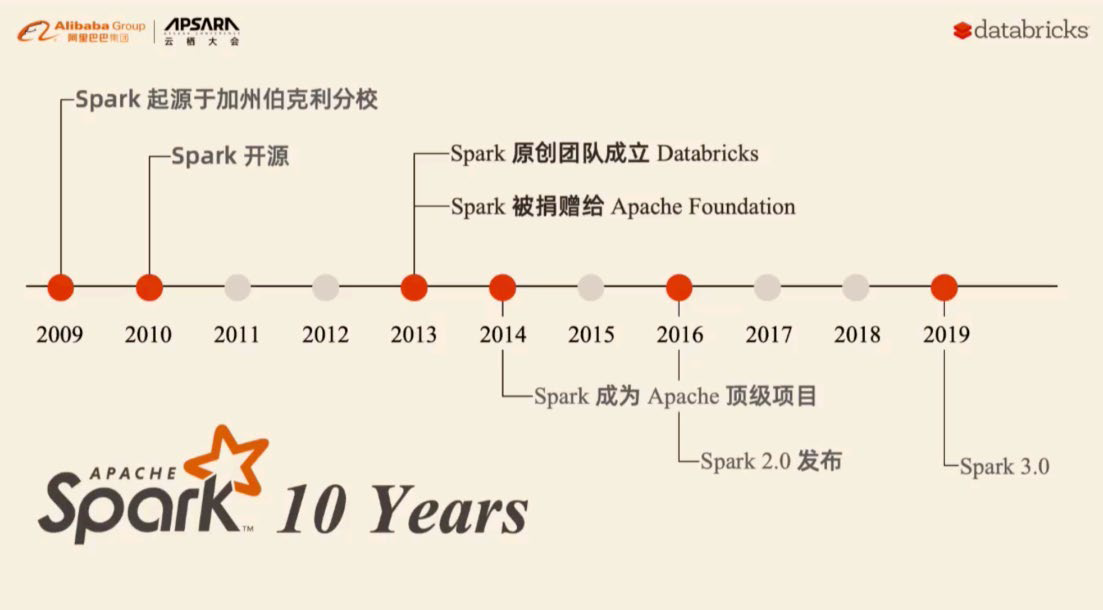 Alibaba Group
阿里巴巴集团
APSARA
APSARA CONFERENCE
云栖大会
databricks
Spark 起源于加州伯克利分校
Spark 开源
Spark 原创团队成立 Databricks
Spark 被捐赠给 Apache Foundation
2009 2010 2011 2012 2013 2014 2015 2016 2017 2018 2019
Spark 成为 Apache 顶级项目
Spark 2.0 发布
Spark 3.0
APACHE
Spark™ 10 Years